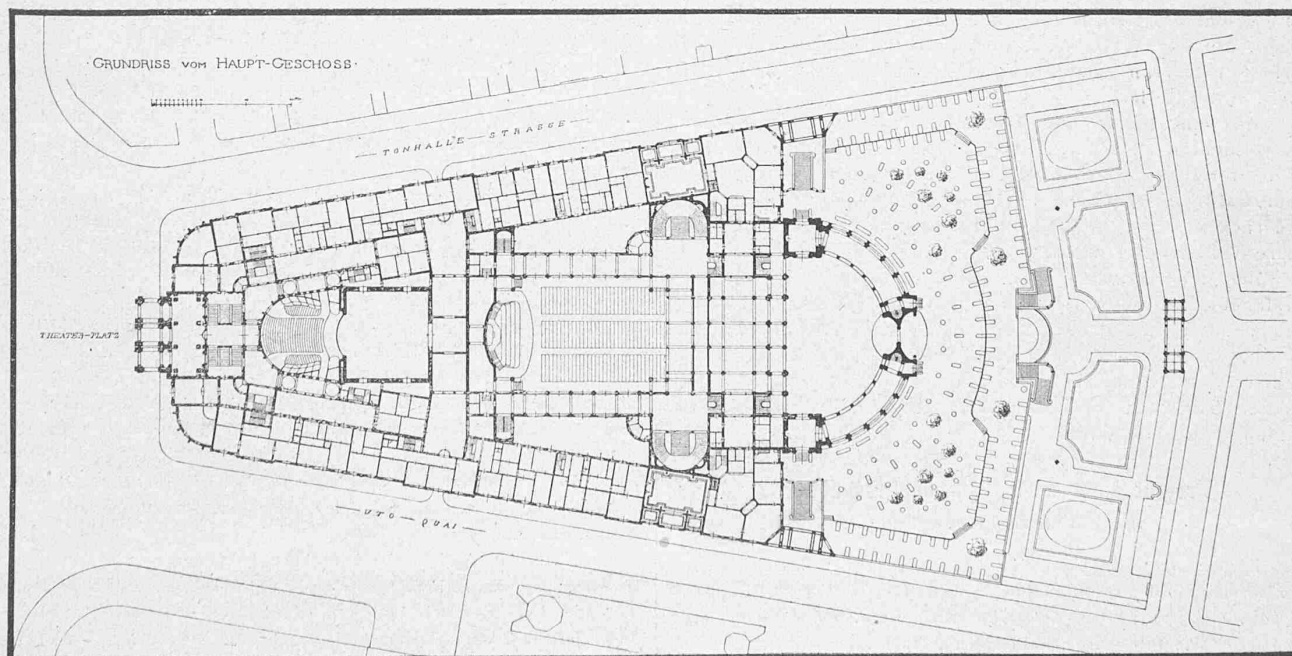 · GRUNDRISS VOM HAUPT-GESCHOSS ·
— TONHALLE STRASSE —
THEATER-PLATZ
— UTO QUAI —